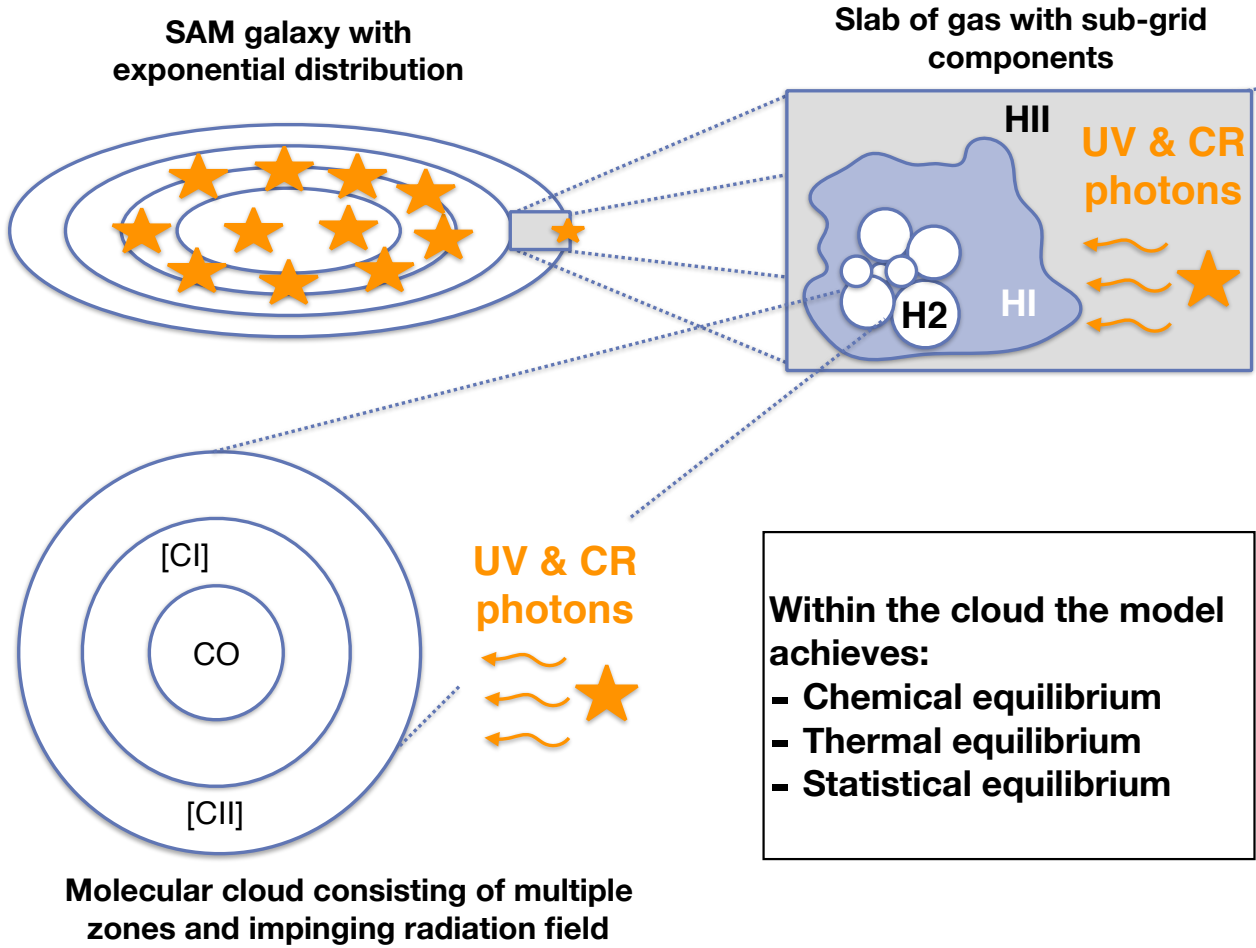 SAM galaxy with
exponential distribution
Slab of gas with sub-grid
components
HII
UV & CR
photons
HI
H2
[CI]
CO
[CII]
UV & CR
photons
Molecular cloud consisting of multiple
zones and impinging radiation field
Within the cloud the model
achieves:
- Chemical equilibrium
- Thermal equilibrium
- Statistical equilibrium